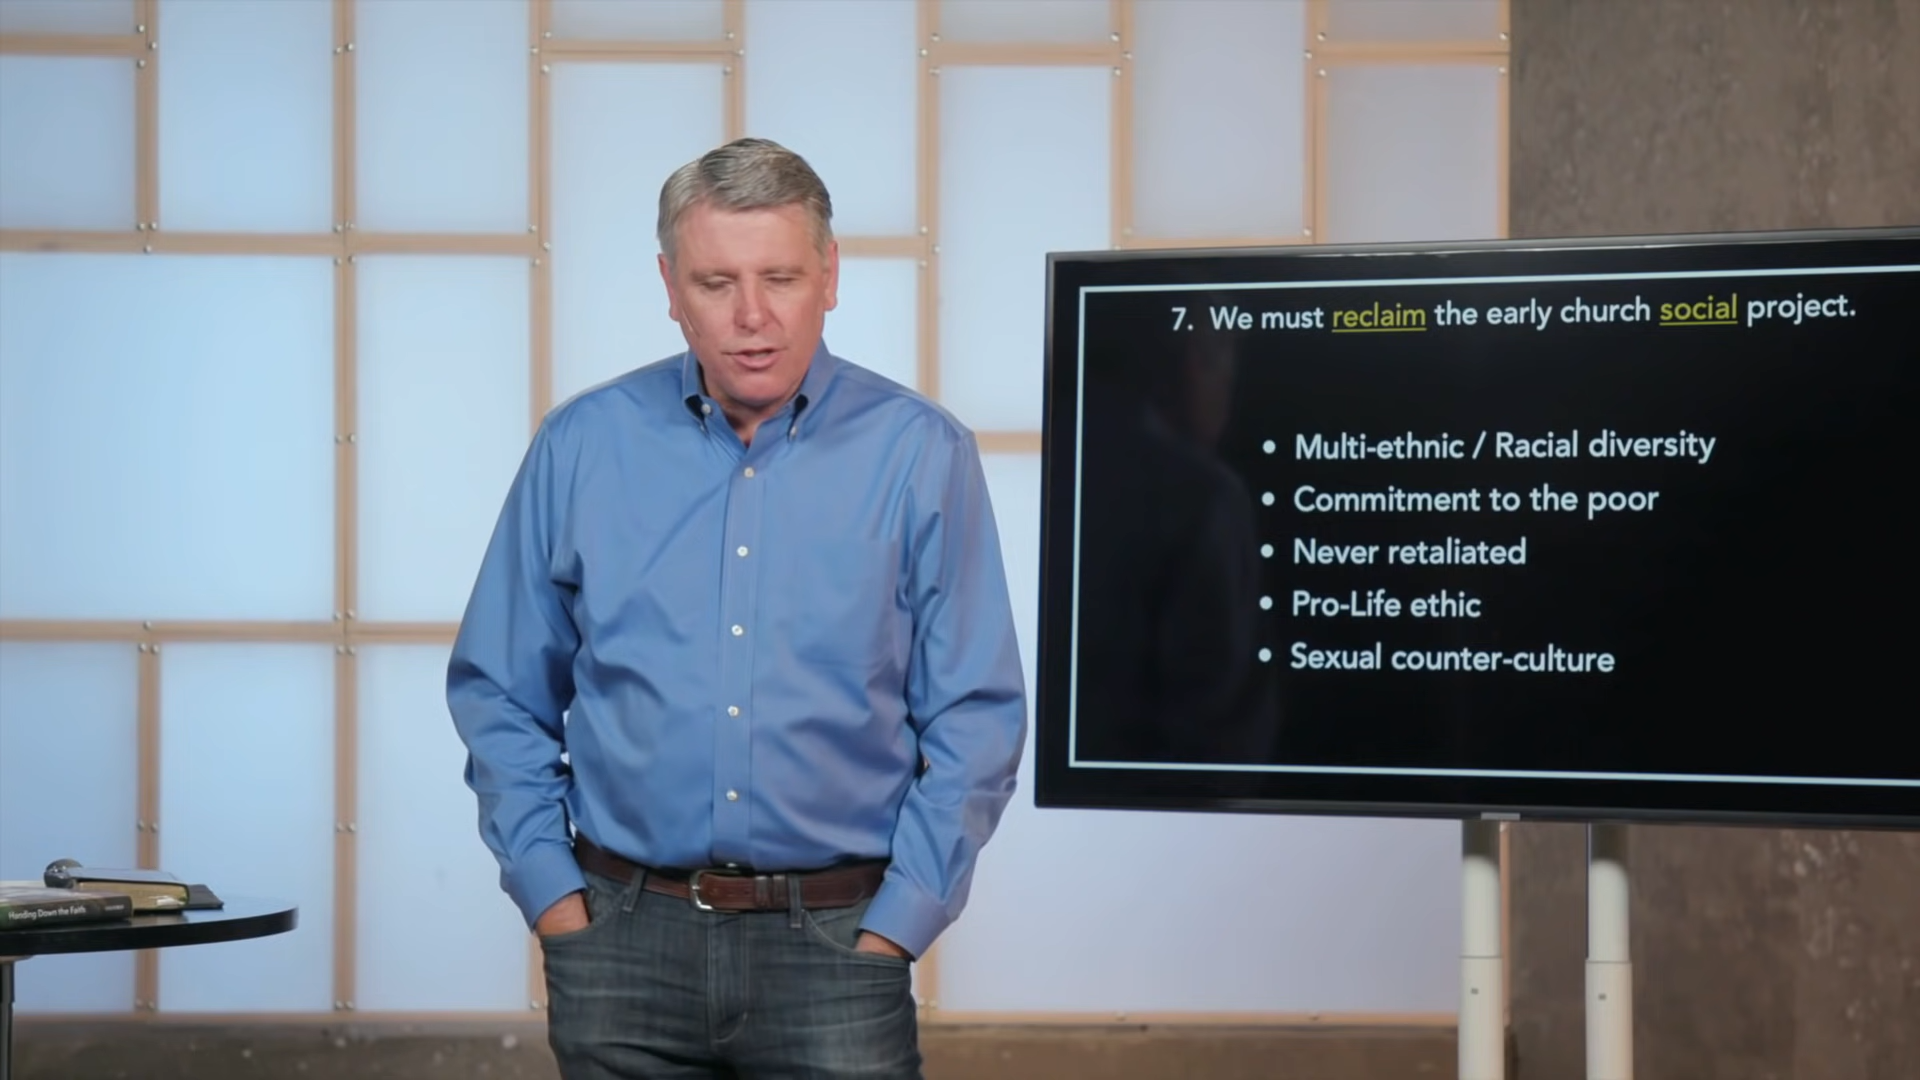 7. We must reclaim the early church social project.
• Multi-ethnic / Racial diversity
• Commitment to the poor
• Never retaliated
• Pro-Life ethic
• Sexual counter-culture
Handing Down the Faith